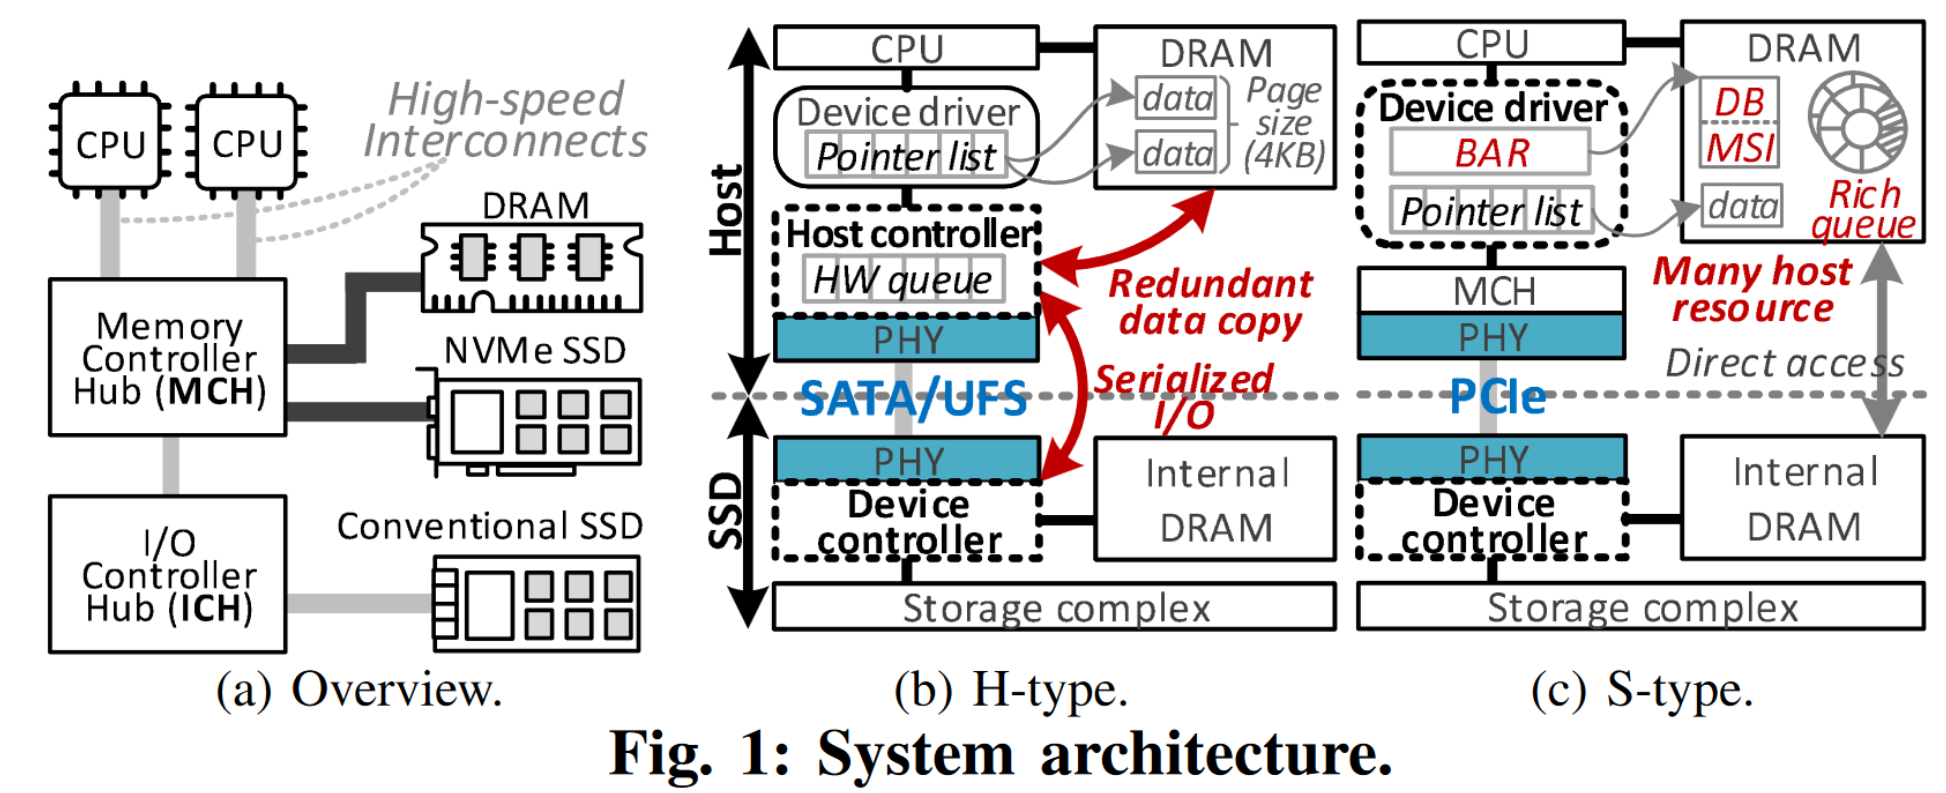 CPU
CPU
High-speed
Interconnects
DRAM
Memory
Controller
Hub (MCH)
NVMe SSD
I/O
Controller
Hub (ICH)
Conventional SSD
(a) Overview.
Host
SSD
CPU
DRAM
Device driver
Pointer list
data
data
Page
size
(4KB)
Host controller
HW queue
PHY
Redundant
data copy
SATA/UFS
Serialized
I/O
PHY
Device
controller
Internal
DRAM
Storage complex
(b) H-type.
CPU
DRAM
Device driver
BAR
Pointer list
DB
MSI
data
Rich
queue
MCH
PHY
Many host
resource
Direct access
PCIe
PHY
Device
controller
Internal
DRAM
Storage complex
(c) S-type.
Fig. 1: System architecture.